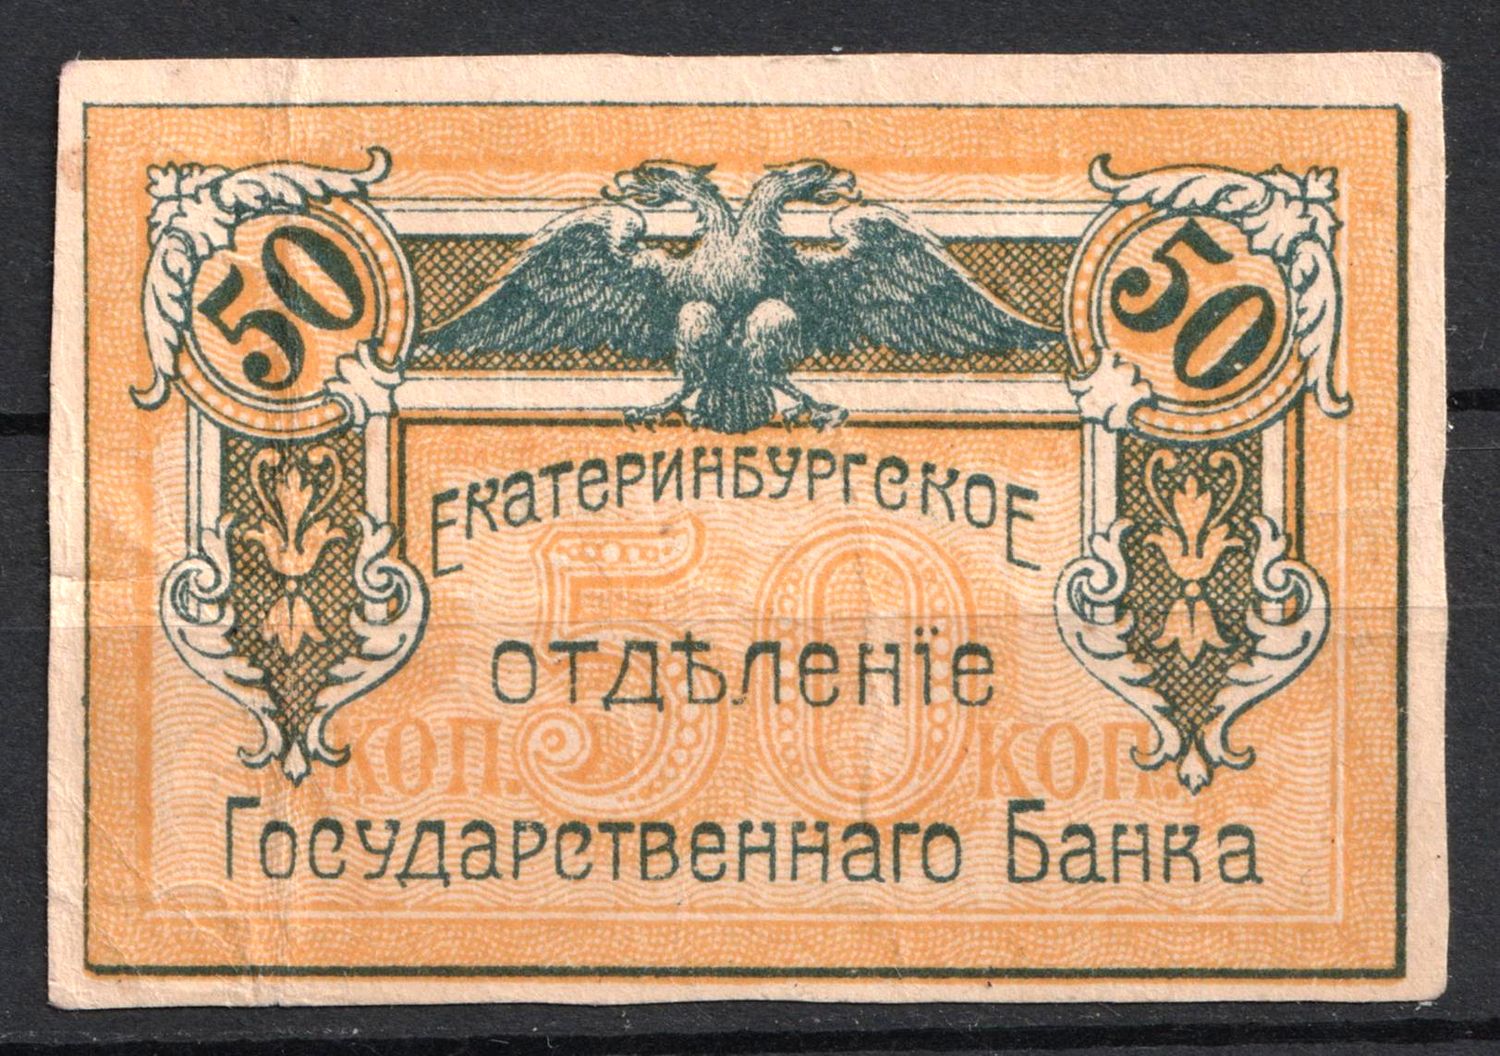 50 50
Екатеринбургское
отдѣленіе
КОП. 50 КОП.
Государственнаго Банка